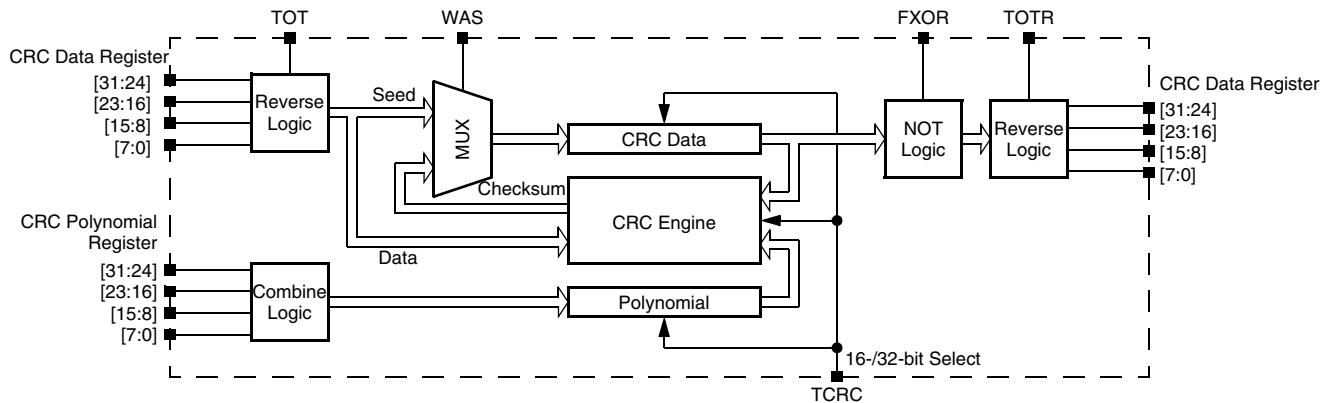 TOT
WAS
FXOR
TOTR
CRC Data Register
[31:24]
[23:16]
[15:8]
[7:0]
Reverse
Logic
Seed
MUX
CRC Data
NOT
Logic
Reverse
Logic
CRC Data Register
[31:24]
[23:16]
[15:8]
[7:0]
Checksum
CRC Engine
Data
CRC Polynomial
Register
[31:24]
[23:16]
[15:8]
[7:0]
Combine
Logic
Polynomial
16-/32-bit Select
TCRC